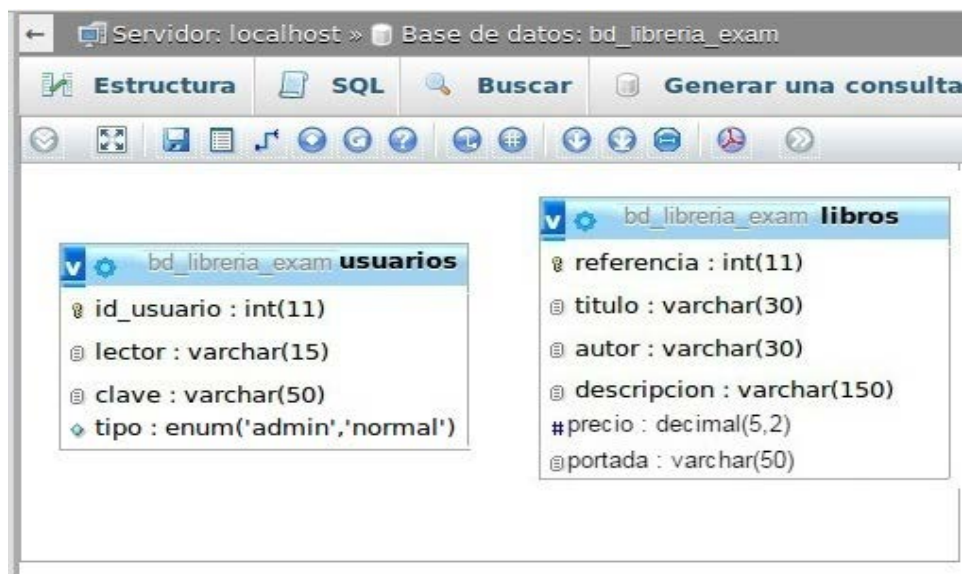 Servidor: localhost » Base de datos: bd_libreria_exam
Estructura SQL Buscar Generar una consulta
bd_libreria_exam usuarios
id_usuario : int(11)
lector : varchar(15)
clave : varchar(50)
tipo : enum('admin','normal')
bd_libreria_exam libros
referencia : int(11)
titulo : varchar(30)
autor : varchar(30)
descripcion : varchar(150)
#precio : decimal(5,2)
portada : varchar(50)